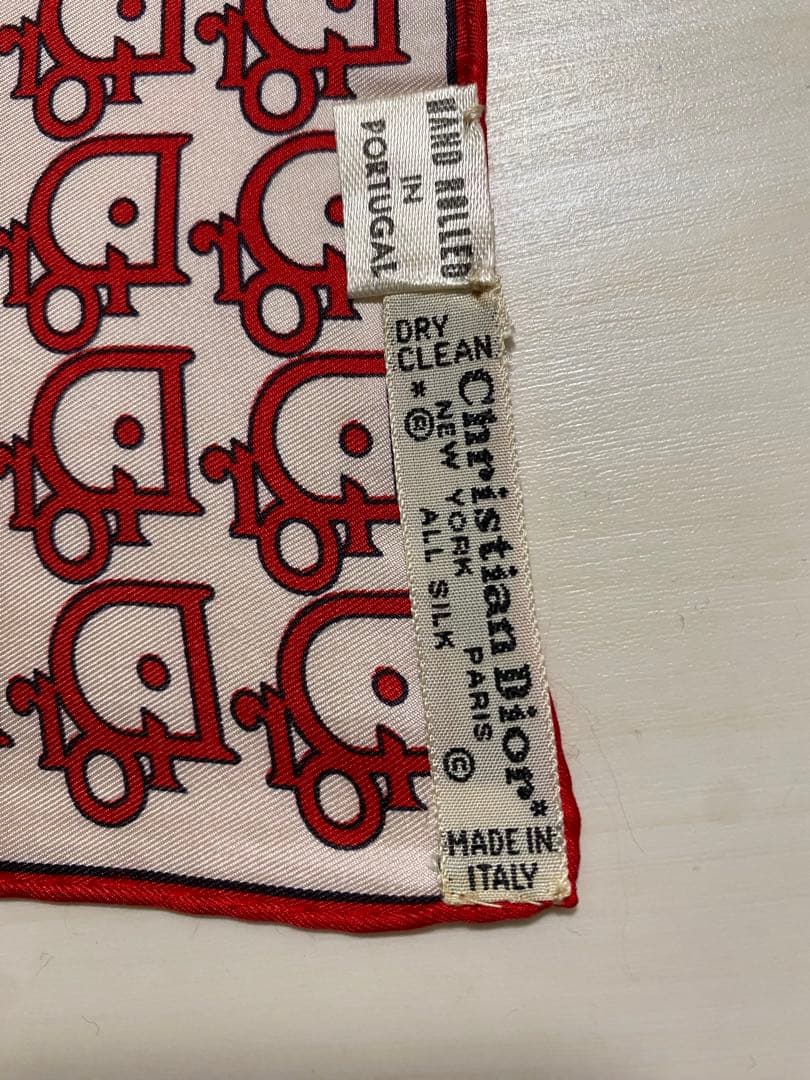 HAND ROLLED
IN
PORTUGAL
DRY
CLEAN
Christian Dior
* © NEW YORK PARIS © *
ALL SILK
MADE IN
ITALY